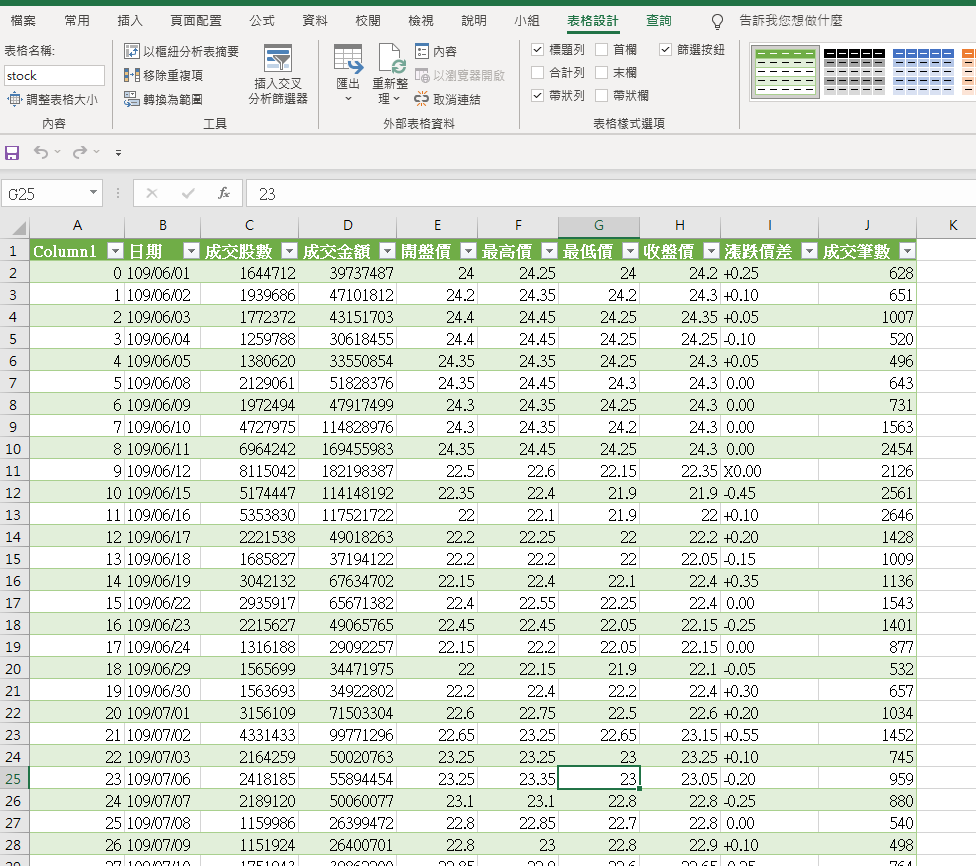 檔案 常用 插入 頁面配置 公式 資料 校閱 檢視 說明 小組 表格設計 查詢 告訴我您想做什麼
表格名稱:
stock
調整表格大小
內容
以樞紐分析表摘要
移除重複項
轉換為範圍
插入交叉
分析篩選器
工具
匯出
重新整
理
內容
以瀏覽器開啟
取消連結
外部表格資料
標題列 首欄 篩選按鈕
合計列 末欄
帶狀列 帶狀欄
表格樣式選項
G25 fx 23
A B C D E F G H I J K
1 Column1 日期 成交股數 成交金額 開盤價 最高價 最低價 收盤價 漲跌價差 成交筆數
2 0 109/06/01 1644712 39737487 24 24.25 24 24.2 +0.25 628
3 1 109/06/02 1939686 47101812 24.2 24.35 24.2 24.3 +0.10 651
4 2 109/06/03 1772372 43151703 24.4 24.45 24.25 24.35 +0.05 1007
5 3 109/06/04 1259788 30618455 24.4 24.45 24.25 24.25 -0.10 520
6 4 109/06/05 1380620 33550854 24.35 24.35 24.25 24.3 +0.05 496
7 5 109/06/08 2129061 51828376 24.35 24.45 24.3 24.3 0.00 643
8 6 109/06/09 1972494 47917499 24.3 24.35 24.25 24.3 0.00 731
9 7 109/06/10 4727975 114828976 24.3 24.35 24.2 24.3 0.00 1563
10 8 109/06/11 6964242 169455983 24.35 24.45 24.25 24.3 0.00 2454
11 9 109/06/12 8115042 182198387 22.5 22.6 22.15 22.35 X0.00 2126
12 10 109/06/15 5174447 114148192 22.35 22.4 21.9 21.9 -0.45 2561
13 11 109/06/16 5353830 117521722 22 22.1 21.9 22 +0.10 2646
14 12 109/06/17 2221538 49018263 22.2 22.25 22 22.2 +0.20 1428
15 13 109/06/18 1685827 37194122 22.2 22.2 22 22.05 -0.15 1009
16 14 109/06/19 3042132 67634702 22.15 22.4 22.1 22.4 +0.35 1136
17 15 109/06/22 2935917 65671382 22.4 22.55 22.25 22.4 0.00 1543
18 16 109/06/23 2215627 49065765 22.45 22.45 22.05 22.15 -0.25 1401
19 17 109/06/24 1316188 29092257 22.15 22.2 22.05 22.15 0.00 877
20 18 109/06/29 1565699 34471975 22 22.15 21.9 22.1 -0.05 532
21 19 109/06/30 1563693 34922802 22.2 22.4 22.2 22.4 +0.30 657
22 20 109/07/01 3156109 71503304 22.6 22.75 22.5 22.6 +0.20 1034
23 21 109/07/02 4331433 99771296 22.65 23.25 22.65 23.15 +0.55 1452
24 22 109/07/03 2164259 50020763 23.25 23.25 23 23.25 +0.10 745
25 23 109/07/06 2418185 55894454 23.25 23.35 23 23.05 -0.20 959
26 24 109/07/07 2189120 50060077 23.1 23.1 22.8 22.8 -0.25 880
27 25 109/07/08 1159986 26399472 22.8 22.85 22.7 22.8 0.00 540
28 26 109/07/09 1151924 26400701 22.8 23 22.8 22.9 +0.10 498